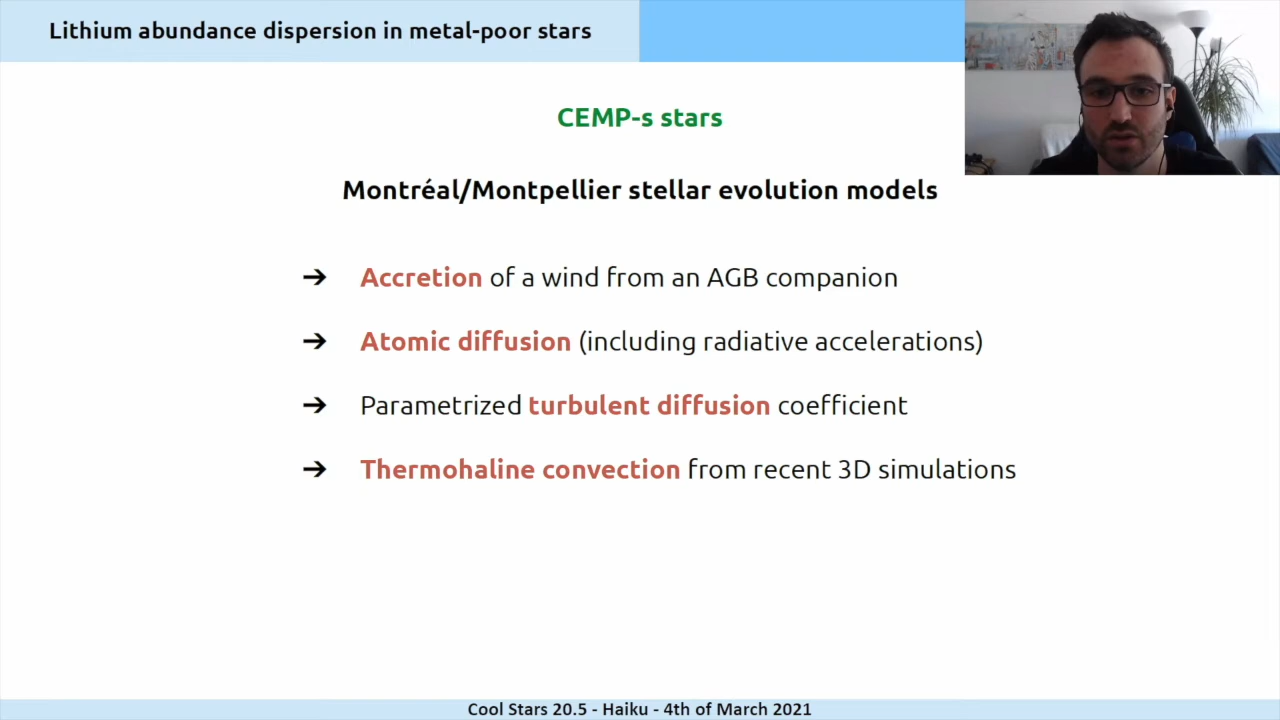 Lithium abundance dispersion in metal-poor stars
CEMP-s stars
Montréal/Montpellier stellar evolution models
➔ Accretion of a wind from an AGB companion
➔ Atomic diffusion (including radiative accelerations)
➔ Parametrized turbulent diffusion coefficient
➔ Thermohaline convection from recent 3D simulations
Cool Stars 20.5 - Haiku - 4th of March 2021